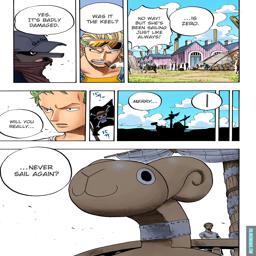 ...IS
ZERO.
NO WAY!
BUT SHE'S
BEEN SAILING
JUST LIKE
ALWAYS!
WAS IT
THE KEEL?
YES.
IT'S BADLY
DAMAGED.
MERRY...
WILL YOU
REALLY...
...NEVER
SAIL AGAIN?